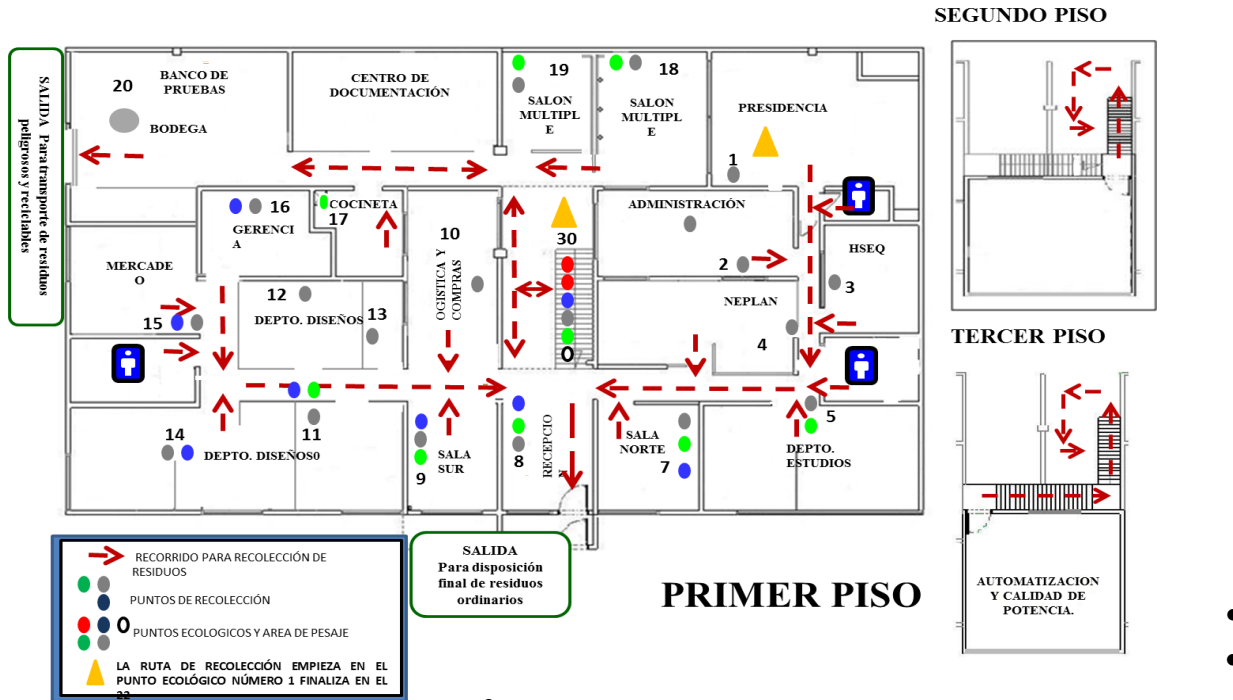 SEGUNDO PISO
SALIDA Para transporte de residuos
peligrosos y reciclables
20
BANCO DE
PRUEBAS
BODEGA
CENTRO DE
DOCUMENTACIÓN
19
SALON
MULTIPL
E
18
SALON
MULTIPL
E
PRESIDENCIA
1
16
GERENCI
A
COCINETA
17
10
OGISTICA Y
COMPRAS
30
ADMINISTRACIÓN
2
HSEQ
3
MERCADE
O
15
12
DEPTO. DISEÑOS
13
NEPLAN
4
0
TERCER PISO
14
DEPTO. DISEÑOS0
11
9
SALA
SUR
8
RECEPCIO
N
SALA
NORTE
7
5
DEPTO.
ESTUDIOS
SALIDA
Para disposición
final de residuos
ordinarios
PRIMER PISO
AUTOMATIZACION
Y CALIDAD DE
POTENCIA.
RECORRIDO PARA RECOLECCIÓN DE
RESIDUOS
PUNTOS DE RECOLECCIÓN
0 PUNTOS ECOLOGICOS Y AREA DE PESAJE
LA RUTA DE RECOLECCIÓN EMPIEZA EN EL
PUNTO ECOLÓGICO NÚMERO 1 FINALIZA EN EL
22